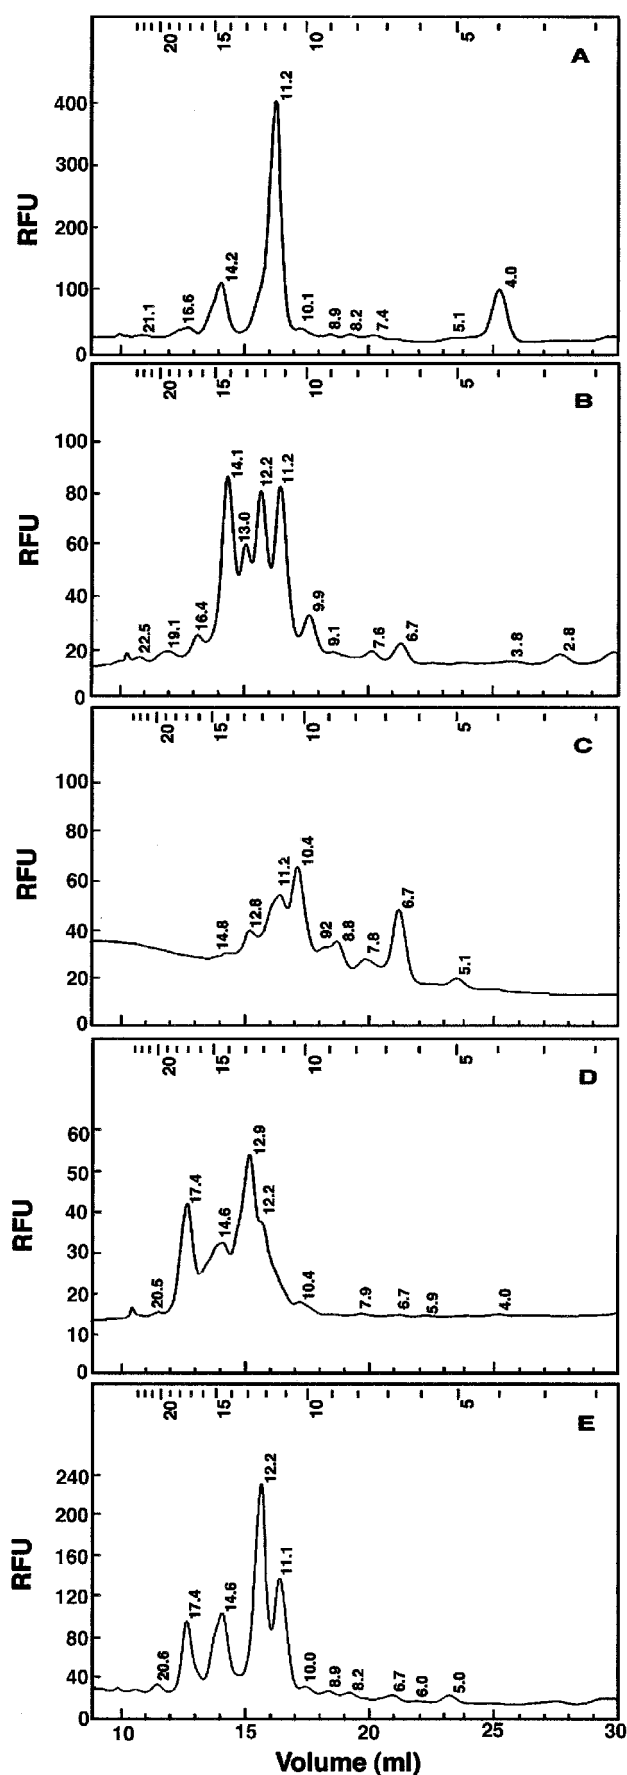 20 15 10 5
A
11.2
400
300
RFU
200
14.2
4.0
100
21.1 16.6 10.1 8.9 8.2 7.4 5.1
0
20 15 10 5
B
100
14.1 12.2 11.2
80
13.0
RFU
60
40
9.9
22.5 19.1 16.4 9.1 7.6 6.7 3.8 2.8
20
0
20 15 10 5
C
100
80
RFU
10.4
11.2
60
6.7
14.8 12.8 92 8.8 7.8
40
5.1
20
0
20 15 10 5
D
60
12.9
50
17.4 12.2
RFU
40
14.6
30
20
20.5 10.4 7.9 6.7 5.9 4.0
10
0
20 15 10 5
E
240
12.2
200
RFU
160
11.1
120
17.4 14.6
80
40
20.6 10.0 8.9 8.2 6.7 6.0 5.0
0
10 15 20 25 30
Volume (ml)